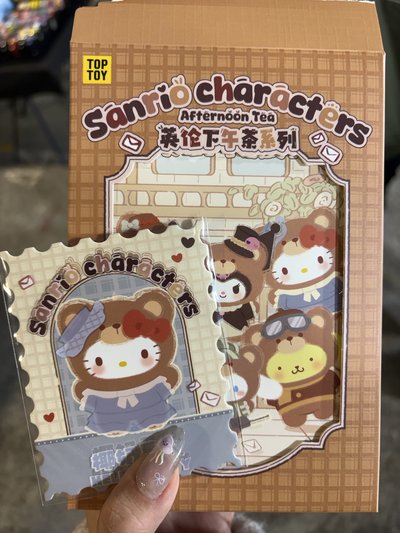 TOP
TOY
Sanrio characters
Afternoon Tea
英伦下午茶系列
Sanrio characters